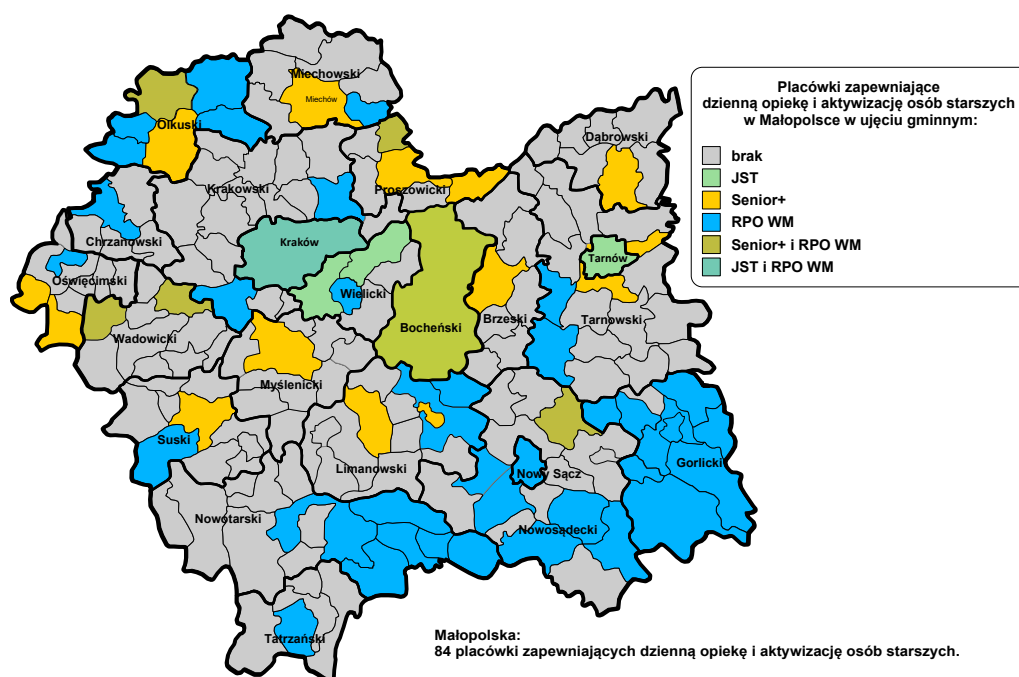 Placówki zapewniające
dzienną opiekę i aktywizację osób starszych
w Małopolsce w ujęciu gminnym:
brak
JST
Senior+
RPO WM
Senior+ i RPO WM
JST i RPO WM
Miechowski
Miechów
Olkuski
Dąbrowski
Krakowski
Proszowicki
Chrzanowski
Kraków
Tarnów
Oświęcimski
Wielicki
Bocheński
Brzeski
Tarnowski
Wadowicki
Myślenicki
Suski
Limanowski
Nowy Sącz
Gorlicki
Nowotarski
Nowosądecki
Tatrzański
Małopolska:
84 placówki zapewniających dzienną opiekę i aktywizację osób starszych.